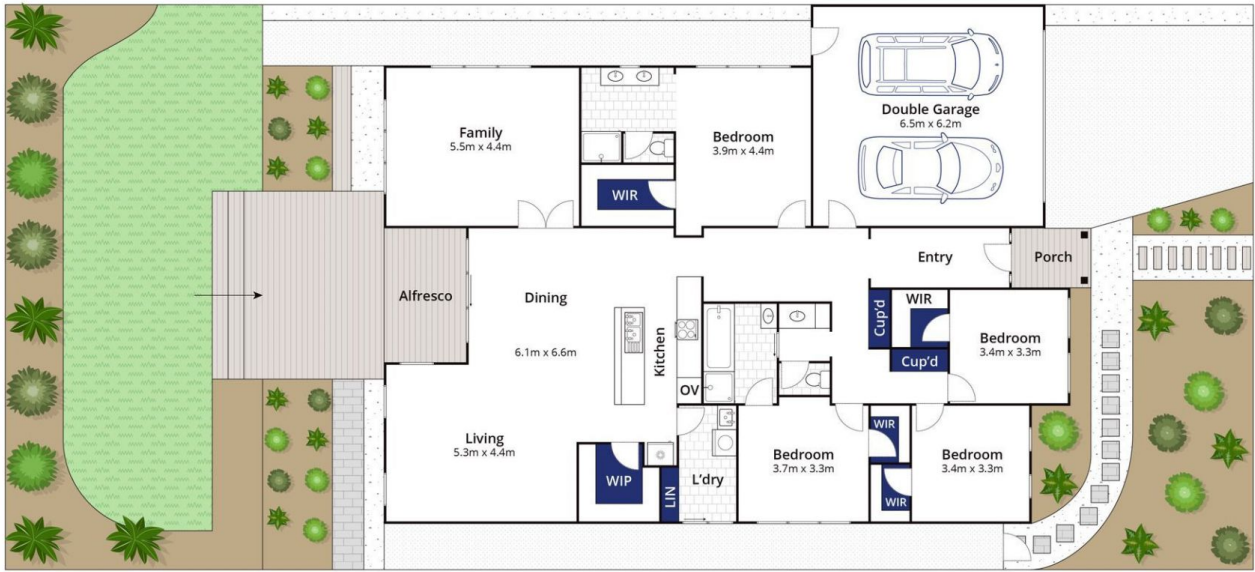 Double Garage
6.5m x 6.2m
Family
5.5m x 4.4m
Bedroom
3.9m x 4.4m
WIR
Entry
Porch
Alfresco
Dining
6.1m x 6.6m
Kitchen
OV
Cup'd
WIR
Cup'd
Bedroom
3.4m x 3.3m
Living
5.3m x 4.4m
WIP
LIN
L'dry
Bedroom
3.7m x 3.3m
WIR
WIR
Bedroom
3.4m x 3.3m